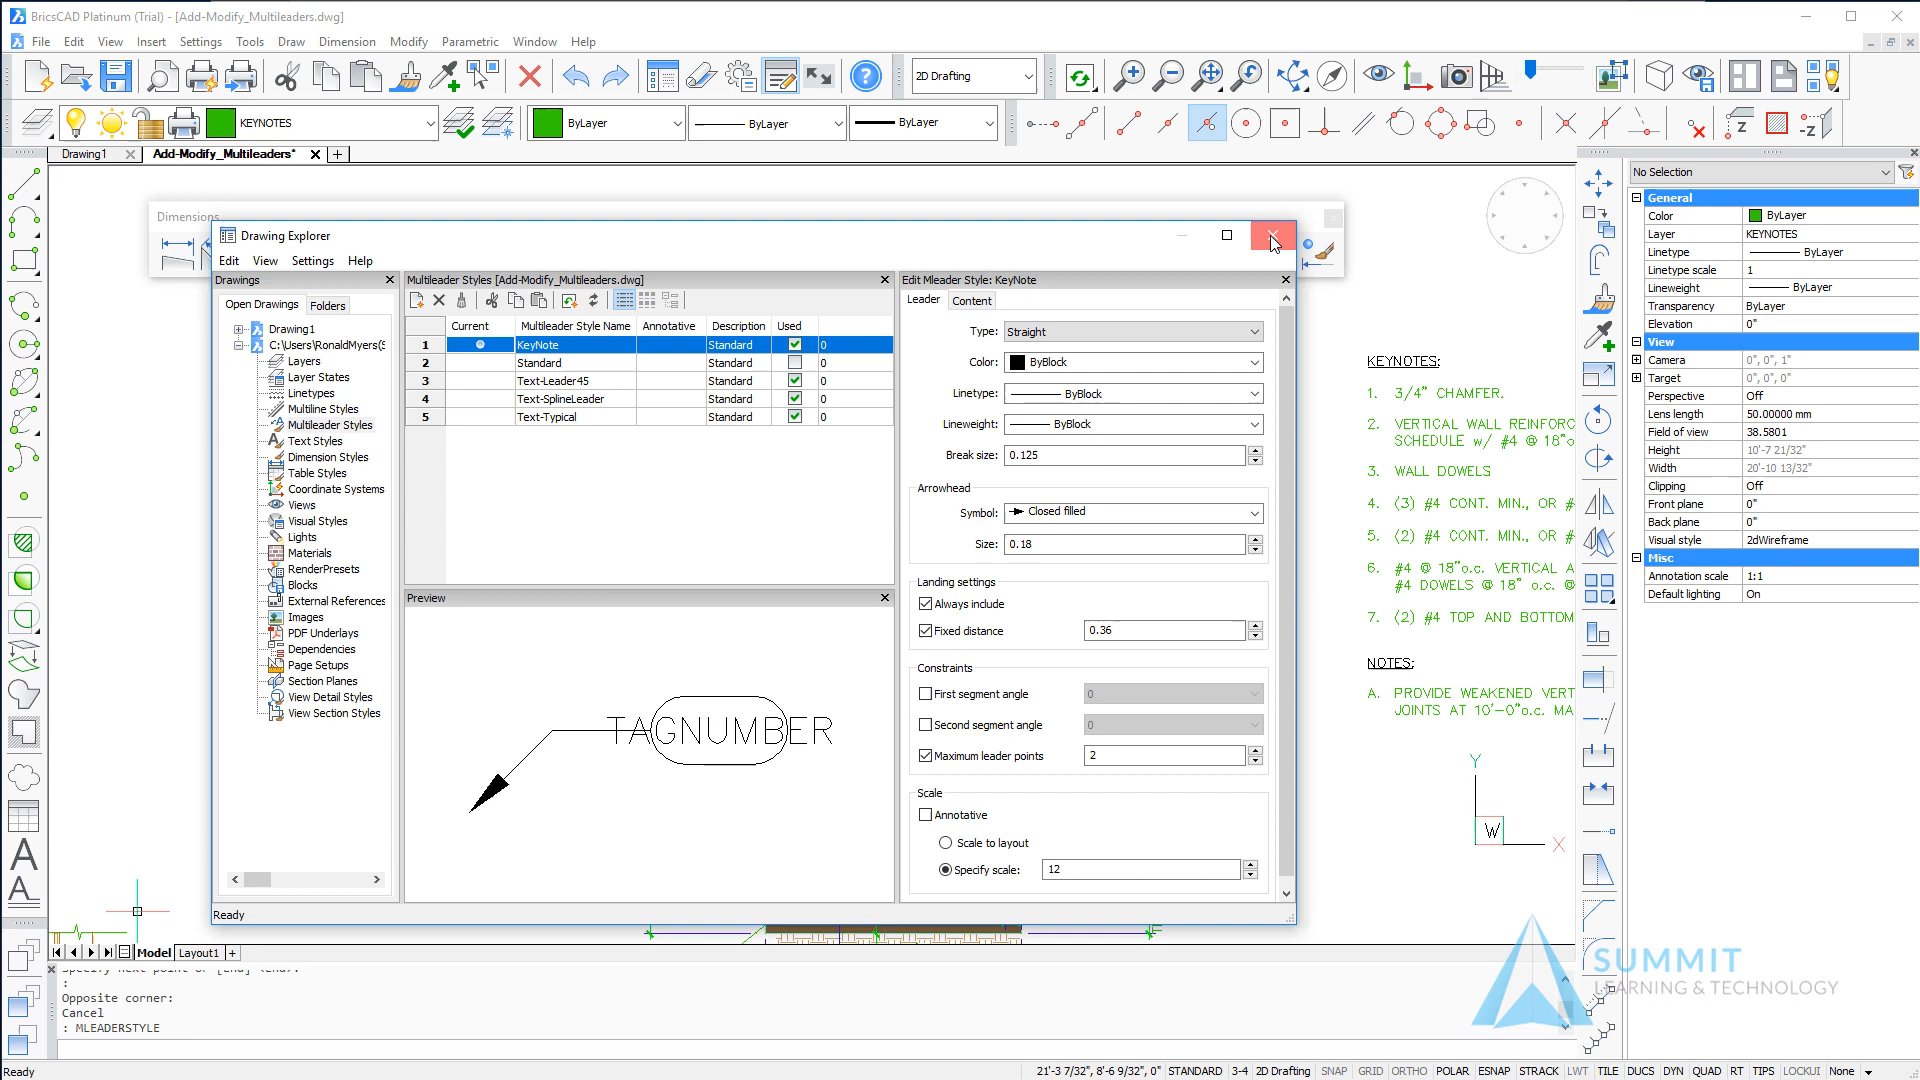 BricsCAD Platinum (Trial) - [Add-Modify_Multileaders.dwg]
File Edit View Insert Settings Tools Draw Dimension Modify Parametric Window Help
2D Drafting
KEYNOTES ByLayer ByLayer ByLayer
Drawing1 Add-Modify_Multileaders*
Dimensions
Drawing Explorer
Edit View Settings Help
Drawings
Open Drawings Folders
Drawing1
C:\Users\RonaldMyers(S
Layers
Layer States
Linetypes
Multiline Styles
Multileader Styles
Text Styles
Dimension Styles
Table Styles
Coordinate Systems
Views
Visual Styles
Lights
Materials
RenderPresets
Blocks
External References
Images
PDF Underlays
Dependencies
Page Setups
Section Planes
View Detail Styles
View Section Styles
Multileader Styles [Add-Modify_Multileaders.dwg]
Current Multileader Style Name Annotative Description Used
1 KeyNote Standard 0
2 Standard Standard 0
3 Text-Leader45 Standard 0
4 Text-SplineLeader Standard 0
5 Text-Typical Standard 0
Preview
TAGNUMBER
Edit Mleader Style: KeyNote
Leader Content
Type: Straight
Color: ByBlock
Linetype: ByBlock
Lineweight: ByBlock
Break size: 0.125
Arrowhead
Symbol: Closed filled
Size: 0.18
Landing settings
Always include
Fixed distance 0.36
Constraints
First segment angle 0
Second segment angle 0
Maximum leader points 2
Scale
Annotative
Scale to layout
Specify scale: 12
Ready
KEYNOTES:
1. 3/4" CHAMFER.
2. VERTICAL WALL REINFORC
SCHEDULE w/ #4 @ 18"o
3. WALL DOWELS
4. (3) #4 CONT. MIN., OR #
5. (2) #4 CONT. MIN., OR #
6. #4 @ 18"o.c. VERTICAL A
#4 DOWELS @ 18" o.c. @
7. (2) #4 TOP AND BOTTOM
NOTES:
A. PROVIDE WEAKENED VERT
JOINTS AT 10'-0"o.c. MA
Y
W
X
No Selection
General
Color ByLayer
Layer KEYNOTES
Linetype ByLayer
Linetype scale 1
Lineweight ByLayer
Transparency ByLayer
Elevation 0"
View
Camera 0", 0", 1"
Target 0", 0", 0"
Perspective Off
Lens length 50.00000 mm
Field of view 38.5801
Height 10'-7 21/32"
Width 20'-10 13/32"
Clipping Off
Front plane 0"
Back plane 0"
Visual style 2dWireframe
Misc
Annotation scale 1:1
Default lighting On
Model Layout1
:
Opposite corner:
Cancel
: MLEADERSTYLE
SUMMIT
LEARNING & TECHNOLOGY
Ready 21'-3 7/32", 8'-6 9/32", 0" STANDARD 3-4 2D Drafting SNAP GRID ORTHO POLAR ESNAP STRACK LWT TILE DUCS DYN QUAD RT TIPS LOCKUI None